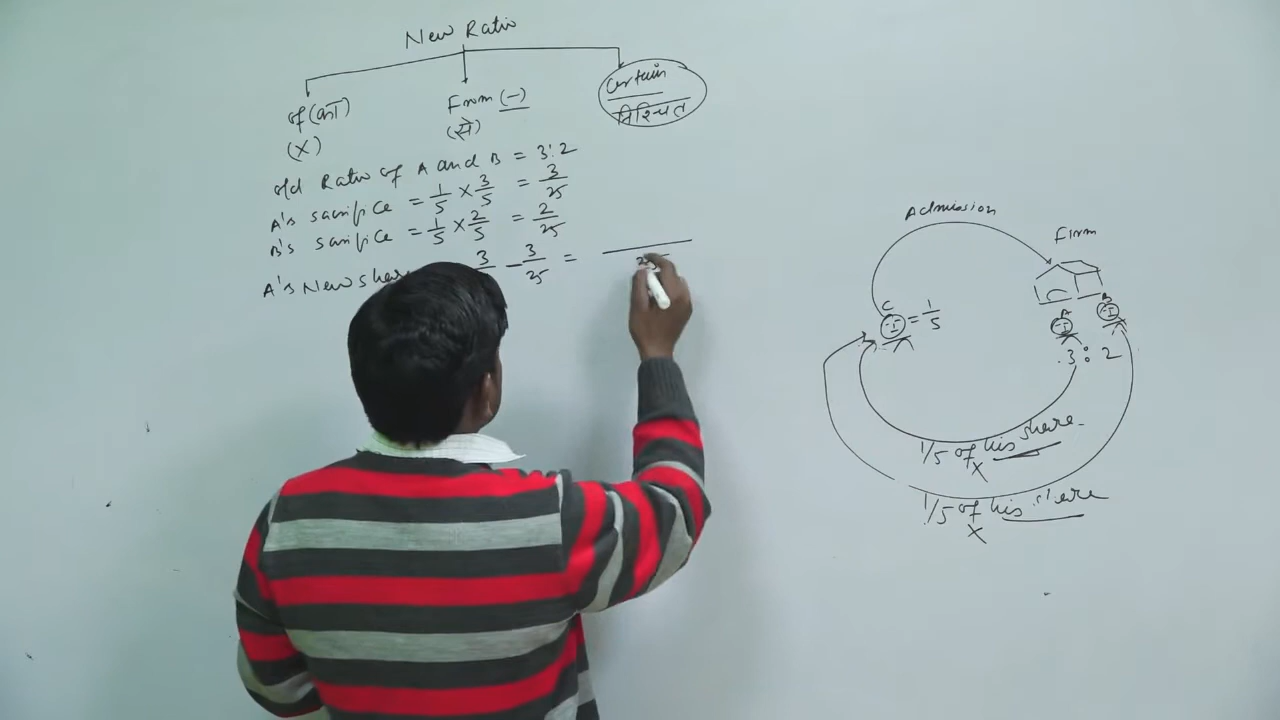 New Ratio
of (का) From (-) Certain
(X) (से) निश्चित
old Ratio of A and B = 3:2
A's sacrifice = 1/5 × 3/5 = 3/25
B's sacrifice = 1/5 × 2/5 = 2/25
A's New share 3 - 3/25 =
25
Admission
Firm
C = 1/5
A B
3 : 2
1/5 of his share
X
1/5 of his share
X